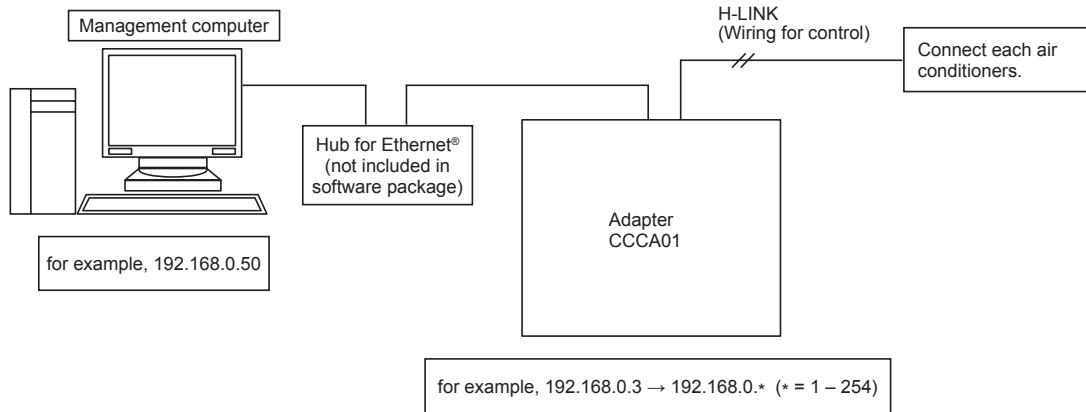 Management computer
H-LINK
(Wiring for control)
Connect each air
conditioners.
Hub for Ethernet®
(not included in
software package)
Adapter
CCCA01
for example, 192.168.0.50
for example, 192.168.0.3 → 192.168.0.* (* = 1 – 254)